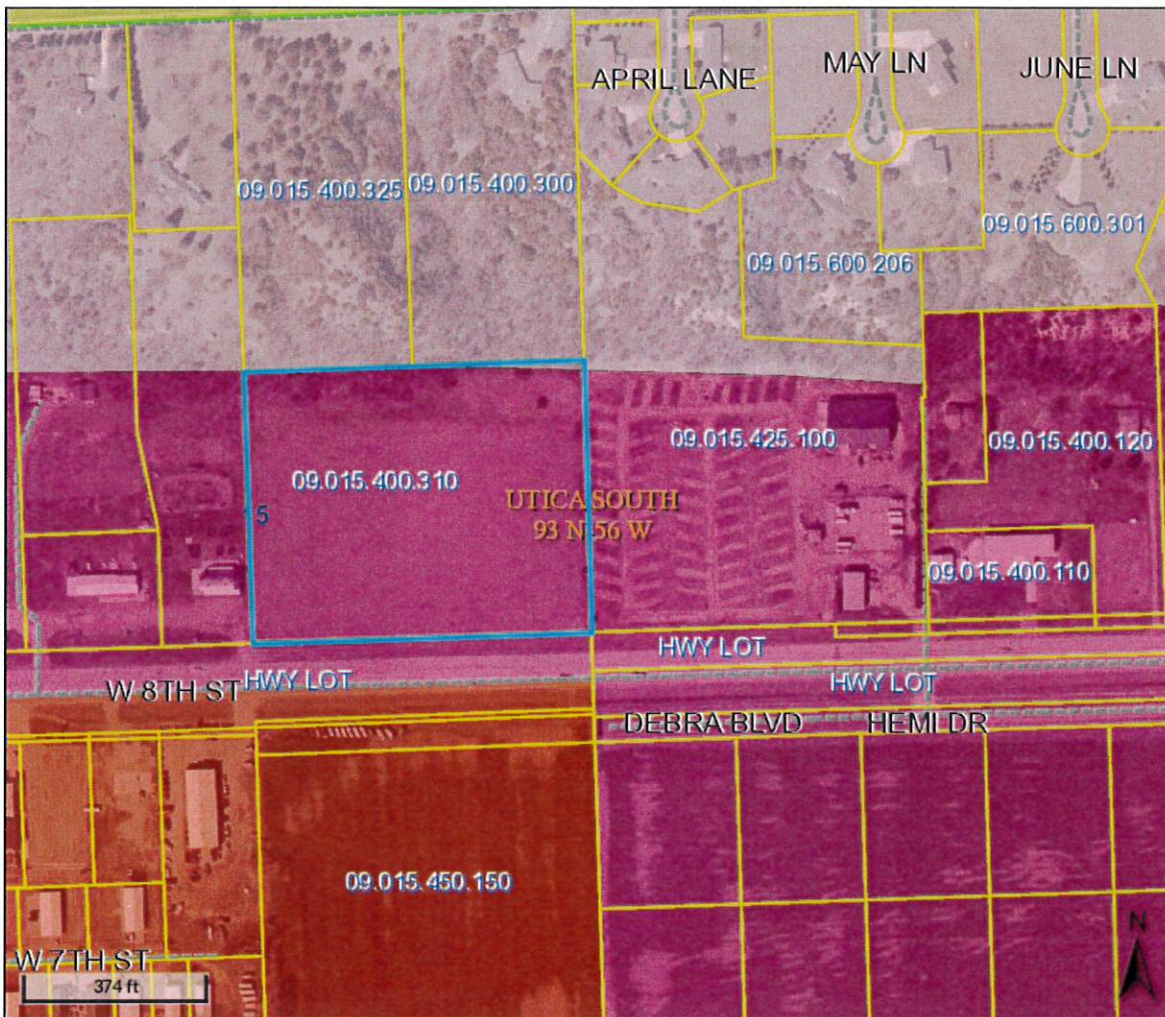 APRIL LANE
MAY LN
JUNE LN
09.015.400.325
09.015.400.300
09.015.600.301
09.015.600.206
09.015.425.100
09.015.400.120
09.015.400.310
UTICA SOUTH
93 N 56 W
5
09.015.400.110
HWY LOT
HWY LOT
HWY LOT
W 8TH ST
DEBRA BLVD
HEMI DR
09.015.450.150
W 7TH ST
374 ft
N